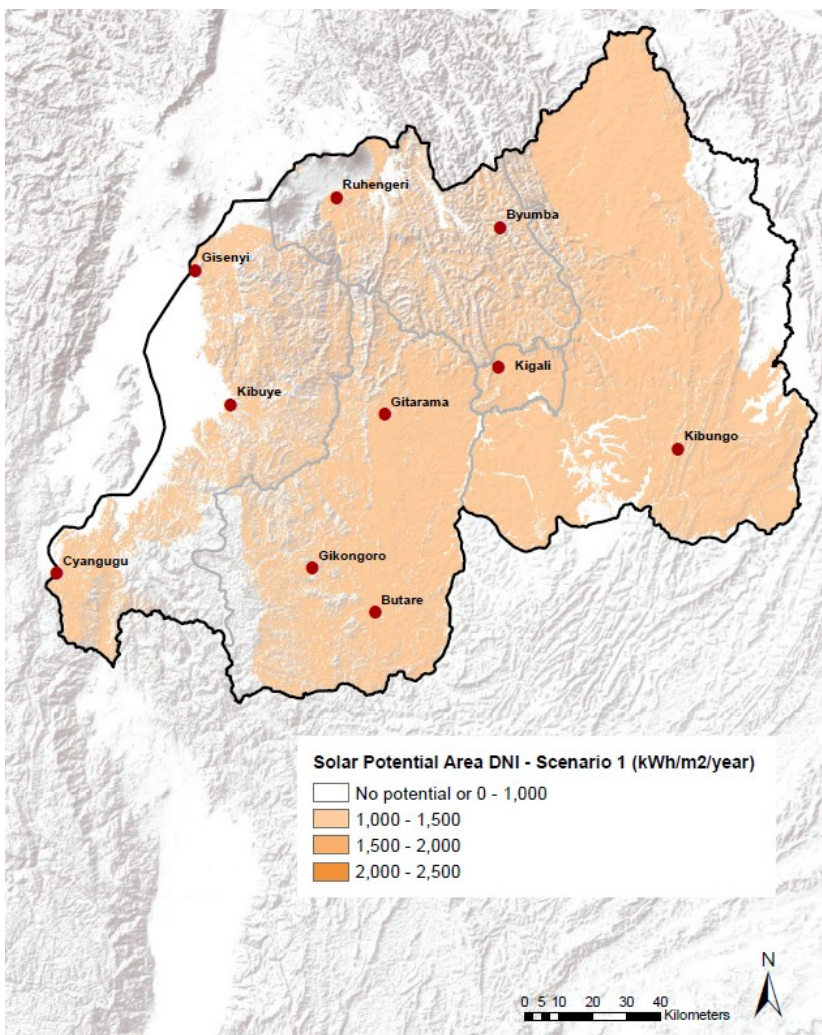 Ruhengeri
Byumba
Gisenyi
Kigali
Kibuye
Gitarama
Kibungo
Cyangugu
Gikongoro
Butare
Solar Potential Area DNI - Scenario 1 (kWh/m2/year)
No potential or 0 - 1,000
1,000 - 1,500
1,500 - 2,000
2,000 - 2,500
N
0 5 10 20 30 40
Kilometers